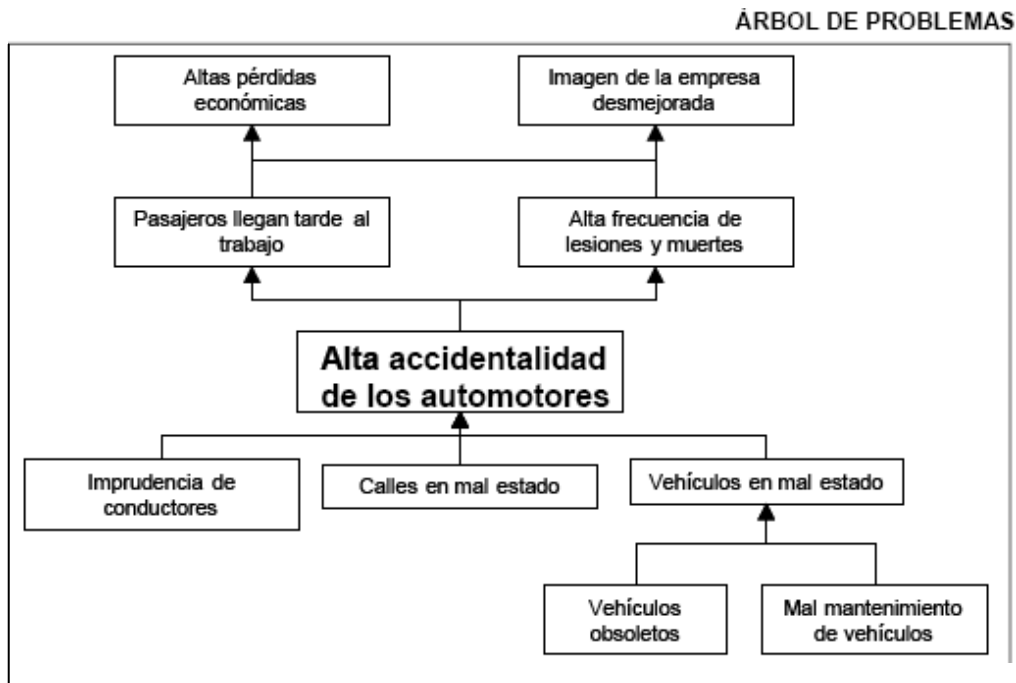 ÁRBOL DE PROBLEMAS
Altas pérdidas
económicas
Imagen de la empresa
desmejorada
Pasajeros llegan tarde al
trabajo
Alta frecuencia de
lesiones y muertes
Alta accidentalidad
de los automotores
Imprudencia de
conductores
Calles en mal estado
Vehículos en mal estado
Vehículos
obsoletos
Mal mantenimiento
de vehículos